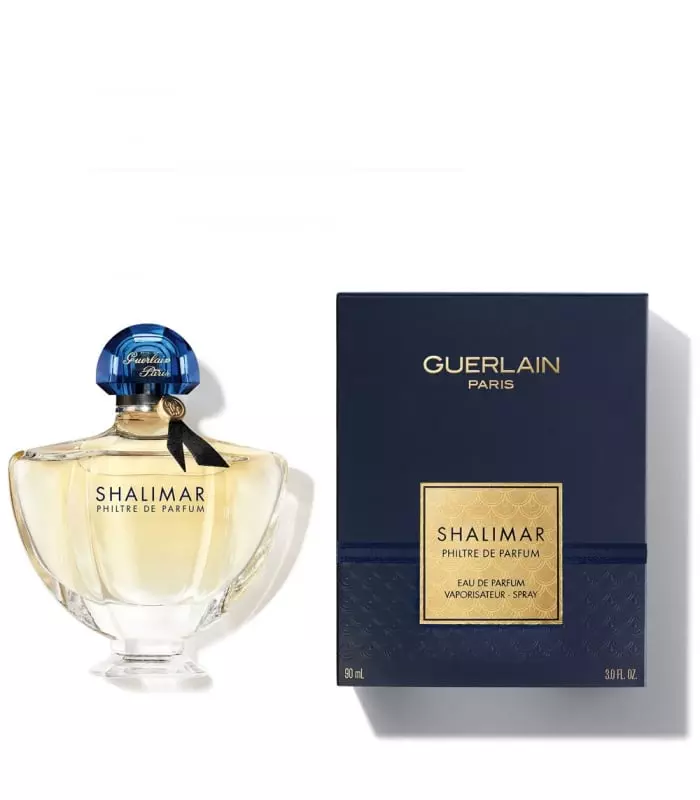 Guerlain
Paris
SHALIMAR
PHILTRE DE PARFUM
GUERLAIN
PARIS
SHALIMAR
PHILTRE DE PARFUM
EAU DE PARFUM
VAPORISATEUR - SPRAY
90 mL
3.0 FL. OZ.